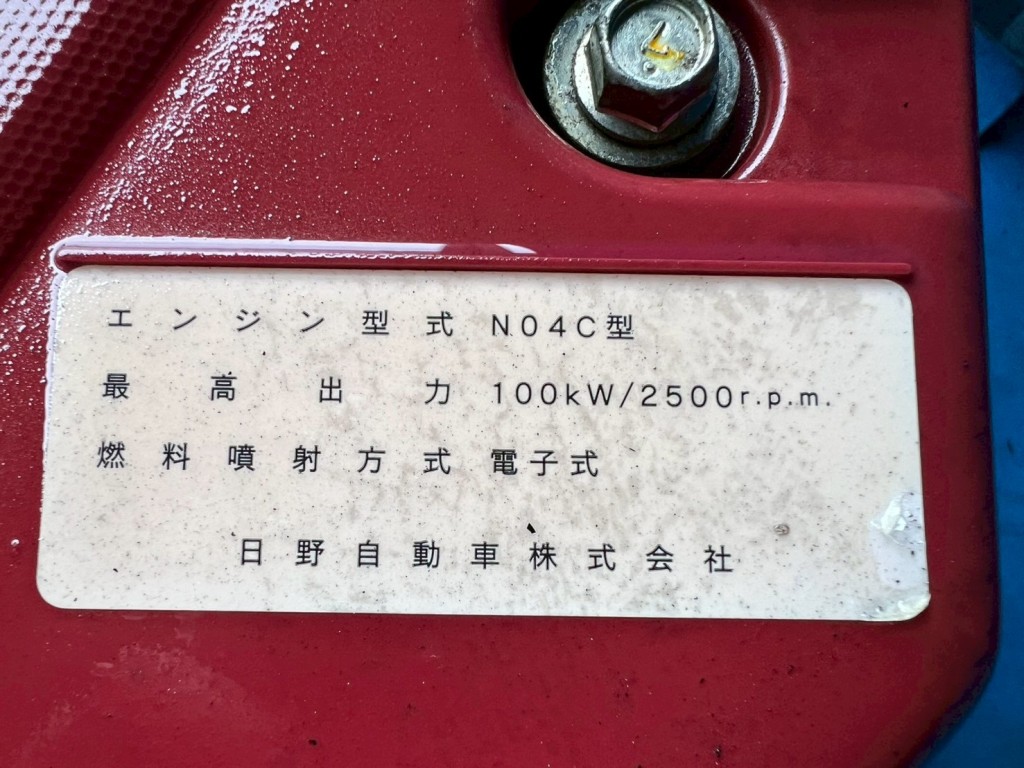 エンジン型式 N04C型
最高出力 100kW/2500r.p.m.
燃料噴射方式 電子式
日野自動車株式会社